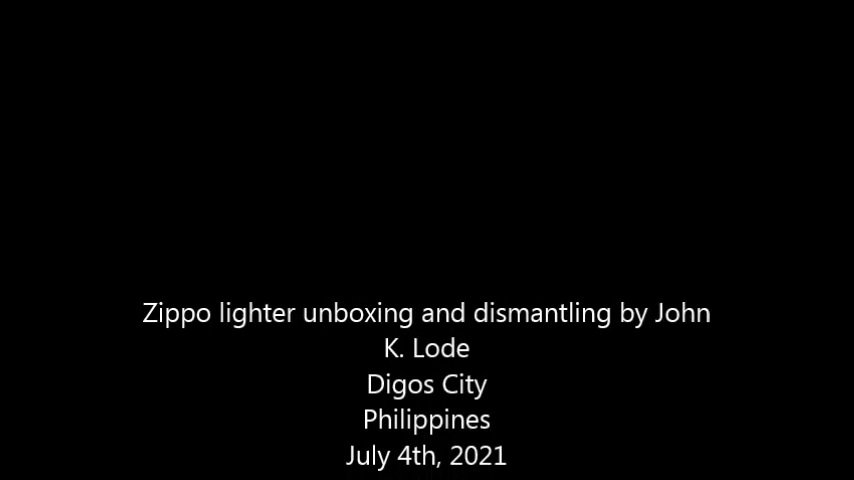 Zippo lighter unboxing and dismantling by John
K. Lode
Digos City
Philippines
July 4th, 2021